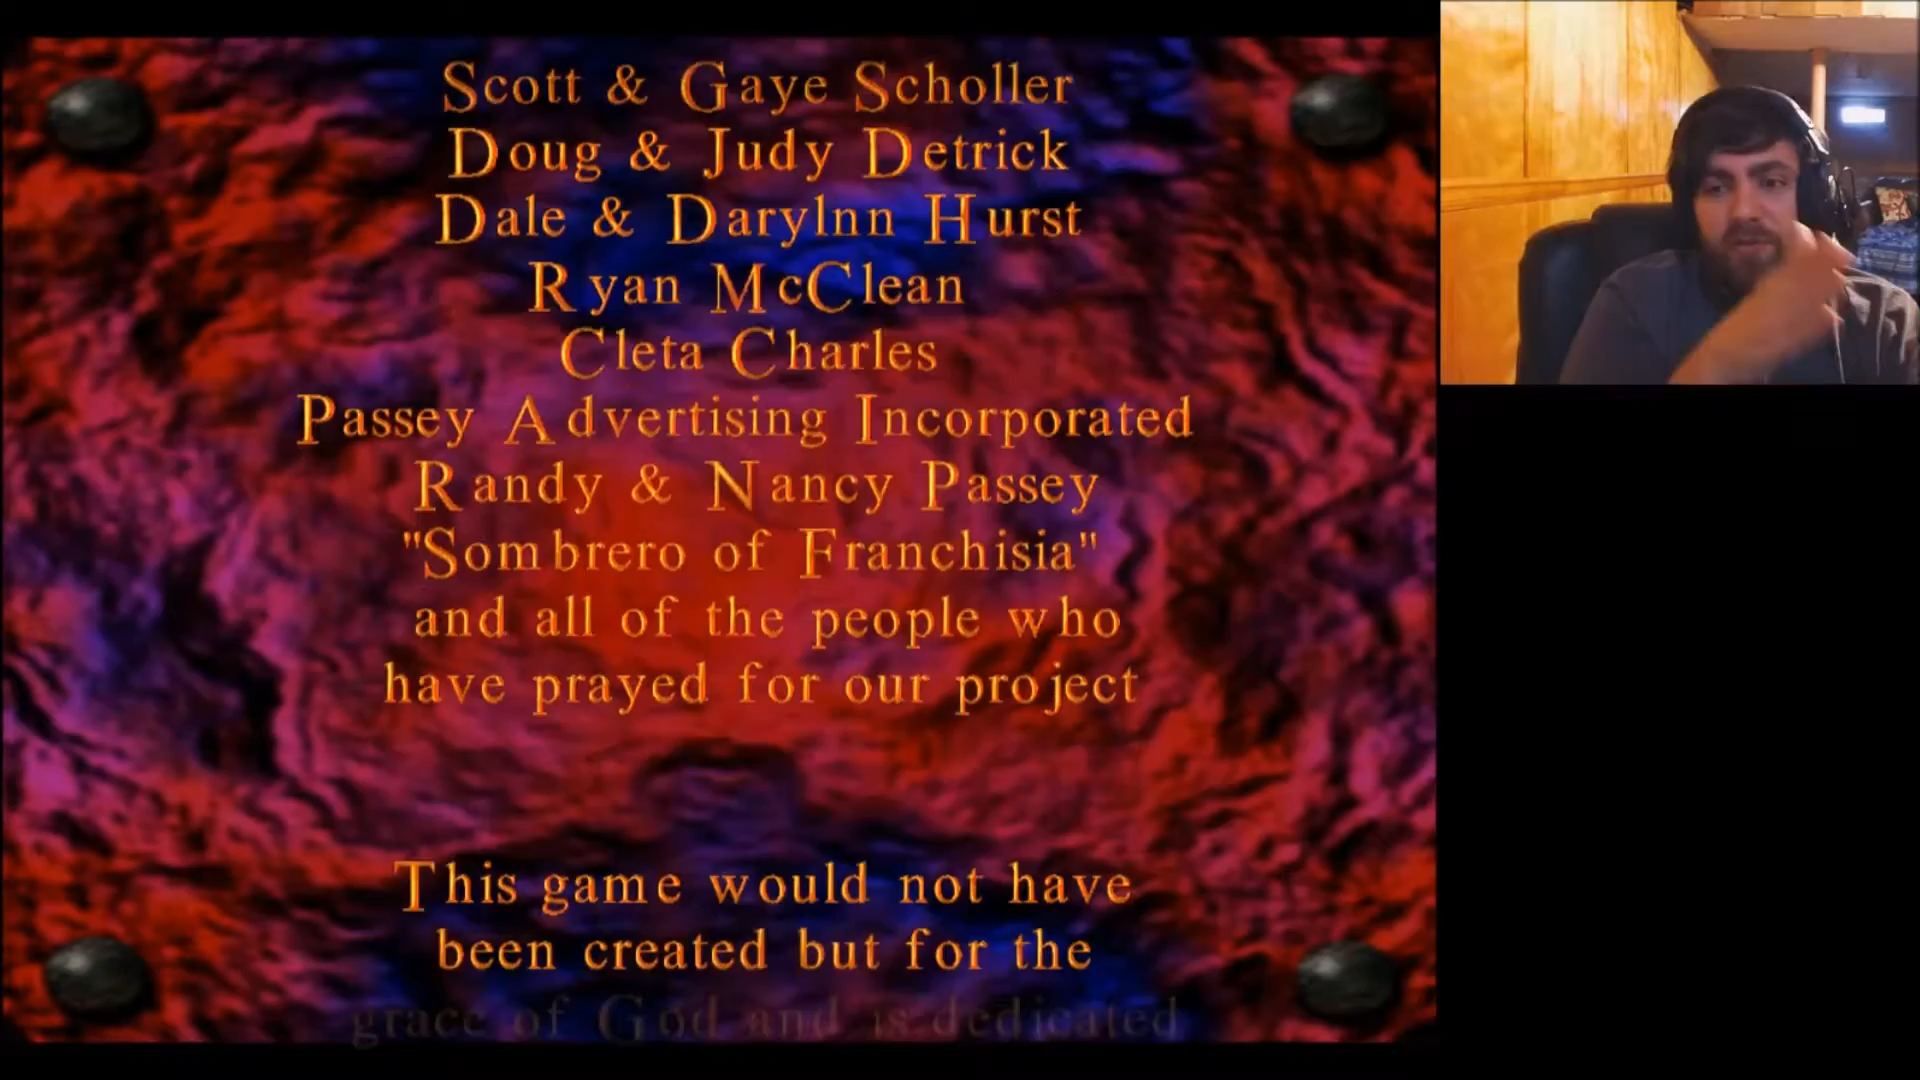 Scott & Gaye Scholler
Doug & Judy Detrick
Dale & Darylnn Hurst
Ryan McClean
Cleta Charles
Passey Advertising Incorporated
Randy & Nancy Passey
"Sombrero of Franchisia"
and all of the people who
have prayed for our project
This game would not have
been created but for the
grace of God and is dedicated